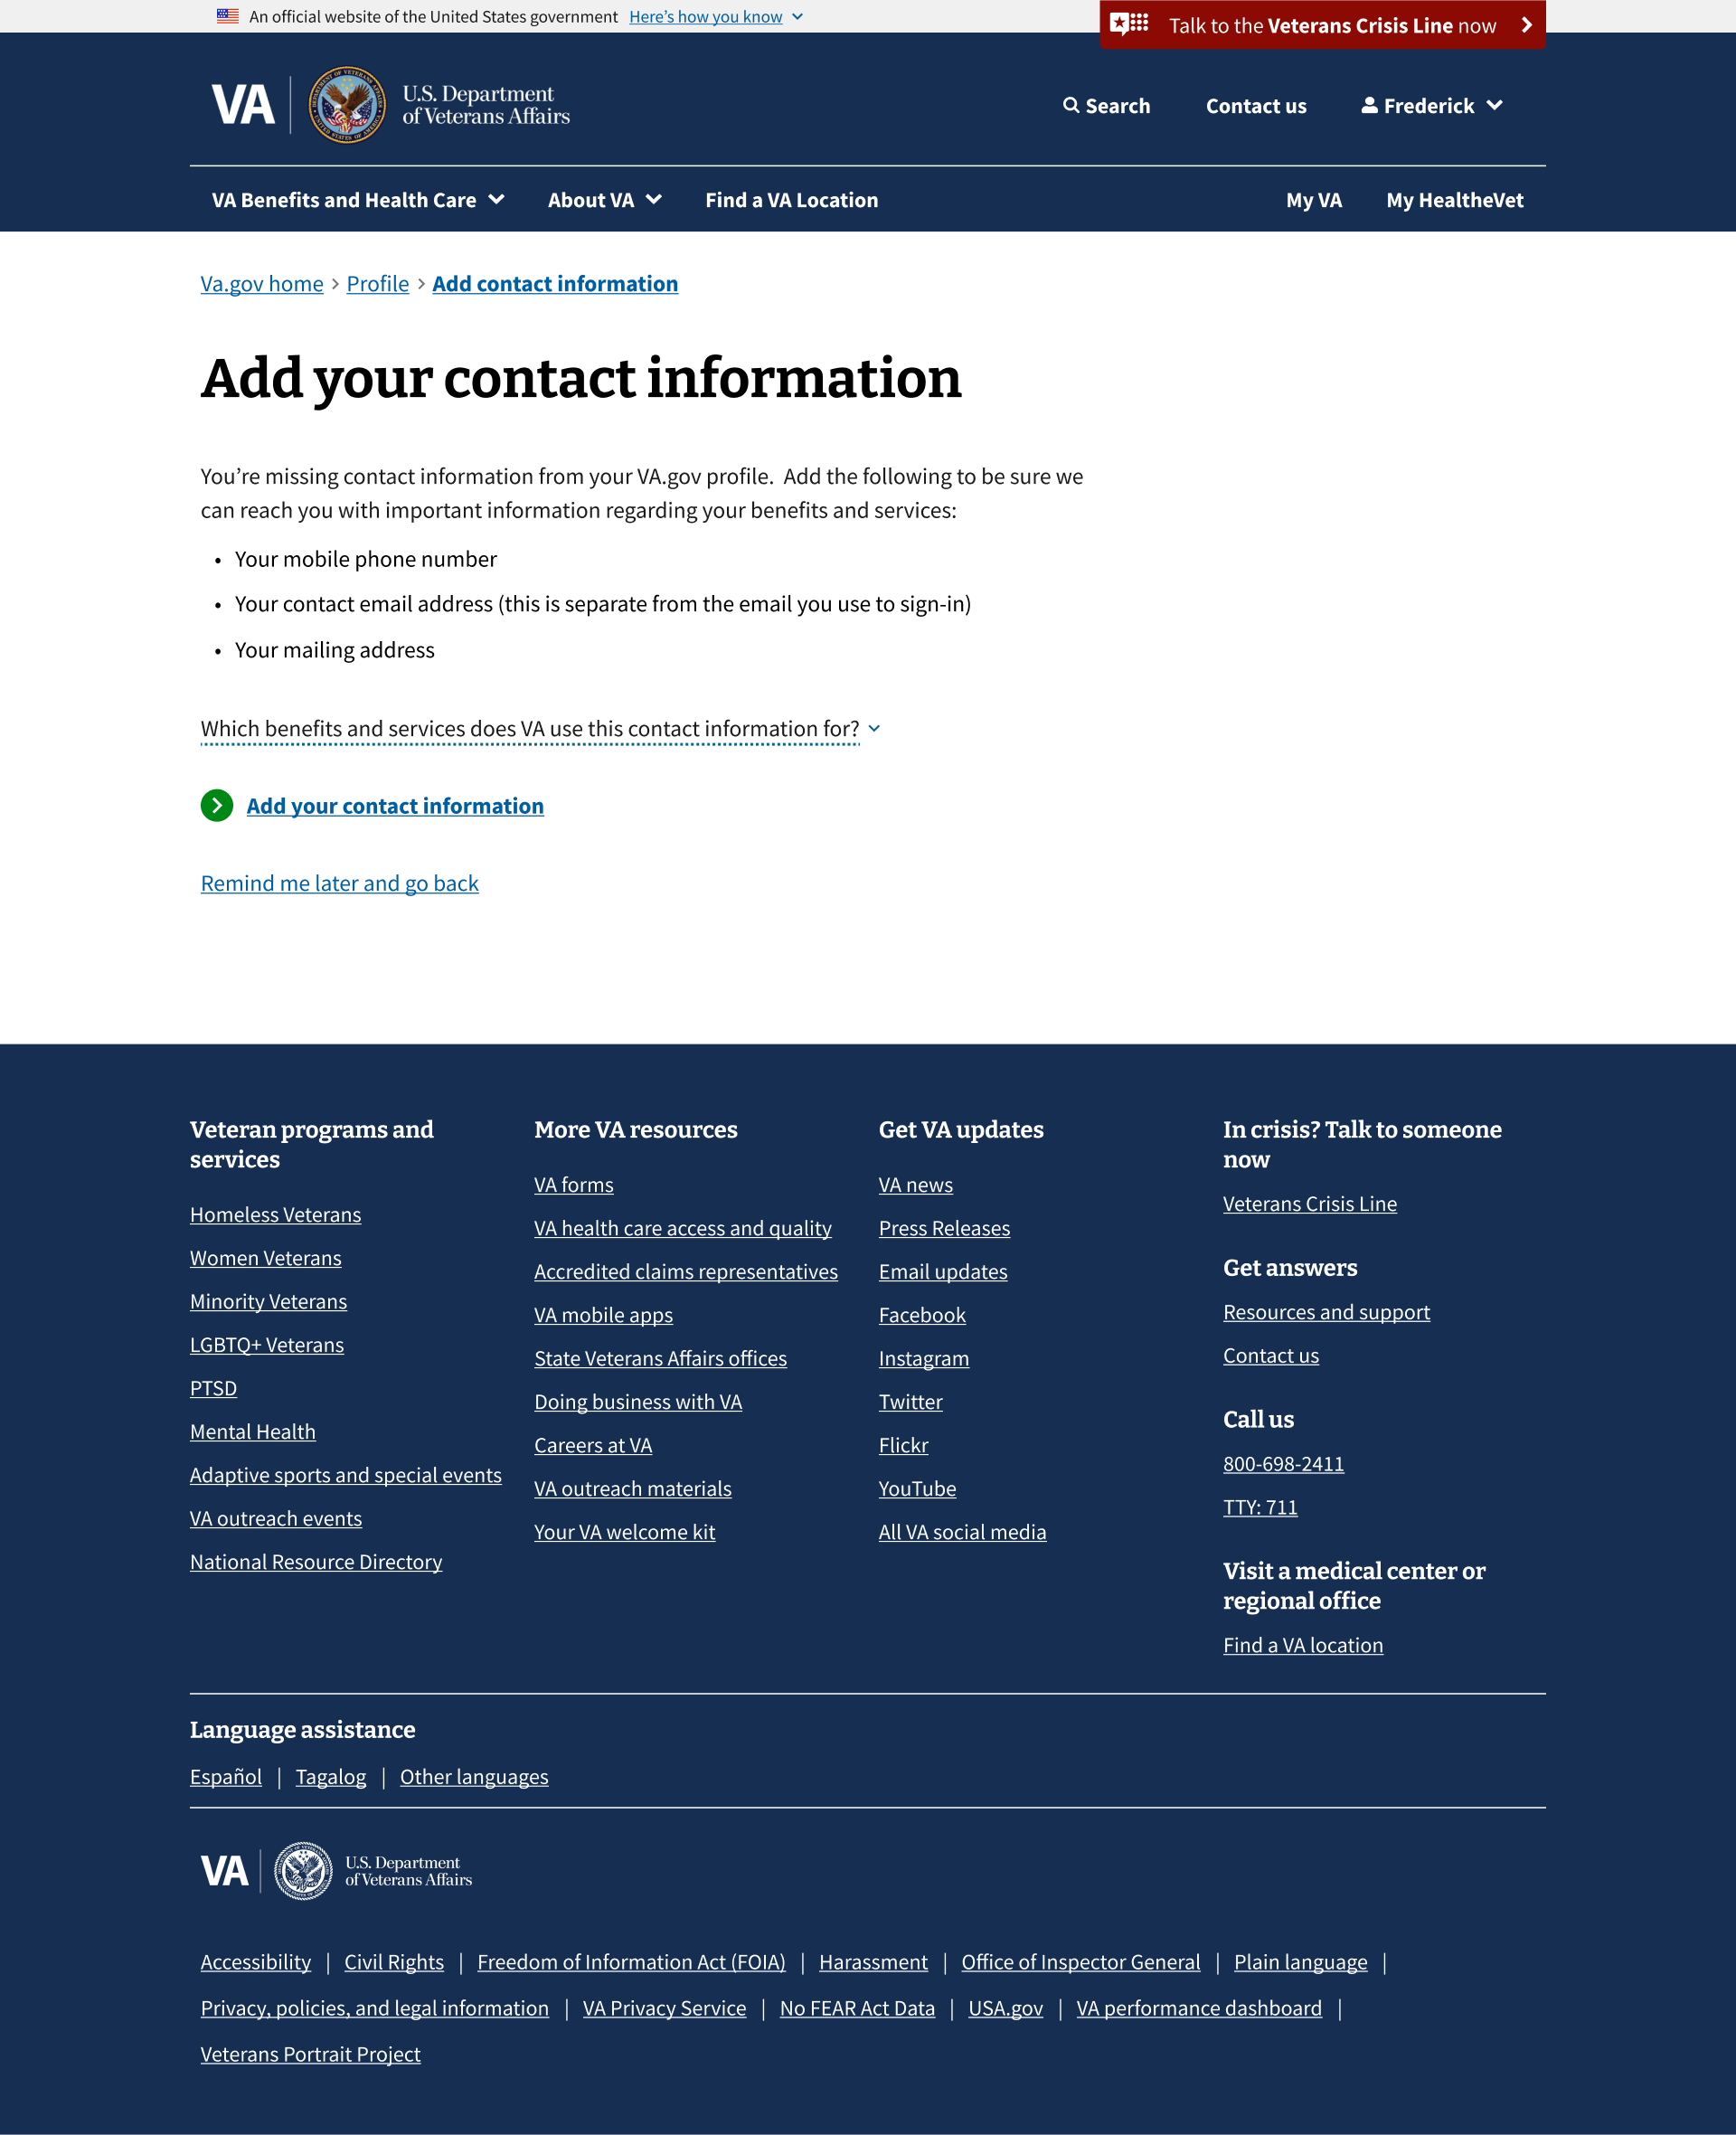 An official website of the United States government Here’s how you know
Talk to the Veterans Crisis Line now
VA
U.S. Department
of Veterans Affairs
Search
Contact us
Frederick
VA Benefits and Health Care
About VA
Find a VA Location
My VA
My HealtheVet
Va.gov home
Profile
Add contact information
Add your contact information
You’re missing contact information from your VA.gov profile. Add the following to be sure we
can reach you with important information regarding your benefits and services:
• Your mobile phone number
• Your contact email address (this is separate from the email you use to sign-in)
• Your mailing address
Which benefits and services does VA use this contact information for?
Add your contact information
Remind me later and go back
Veteran programs and
services
Homeless Veterans
Women Veterans
Minority Veterans
LGBTQ+ Veterans
PTSD
Mental Health
Adaptive sports and special events
VA outreach events
National Resource Directory
More VA resources
VA forms
VA health care access and quality
Accredited claims representatives
VA mobile apps
State Veterans Affairs offices
Doing business with VA
Careers at VA
VA outreach materials
Your VA welcome kit
Get VA updates
VA news
Press Releases
Email updates
Facebook
Instagram
Twitter
Flickr
YouTube
All VA social media
In crisis? Talk to someone
now
Veterans Crisis Line
Get answers
Resources and support
Contact us
Call us
800-698-2411
TTY: 711
Visit a medical center or
regional office
Find a VA location
Language assistance
Español | Tagalog | Other languages
VA
U.S. Department
of Veterans Affairs
Accessibility | Civil Rights | Freedom of Information Act (FOIA) | Harassment | Office of Inspector General | Plain language |
Privacy, policies, and legal information | VA Privacy Service | No FEAR Act Data | USA.gov | VA performance dashboard |
Veterans Portrait Project